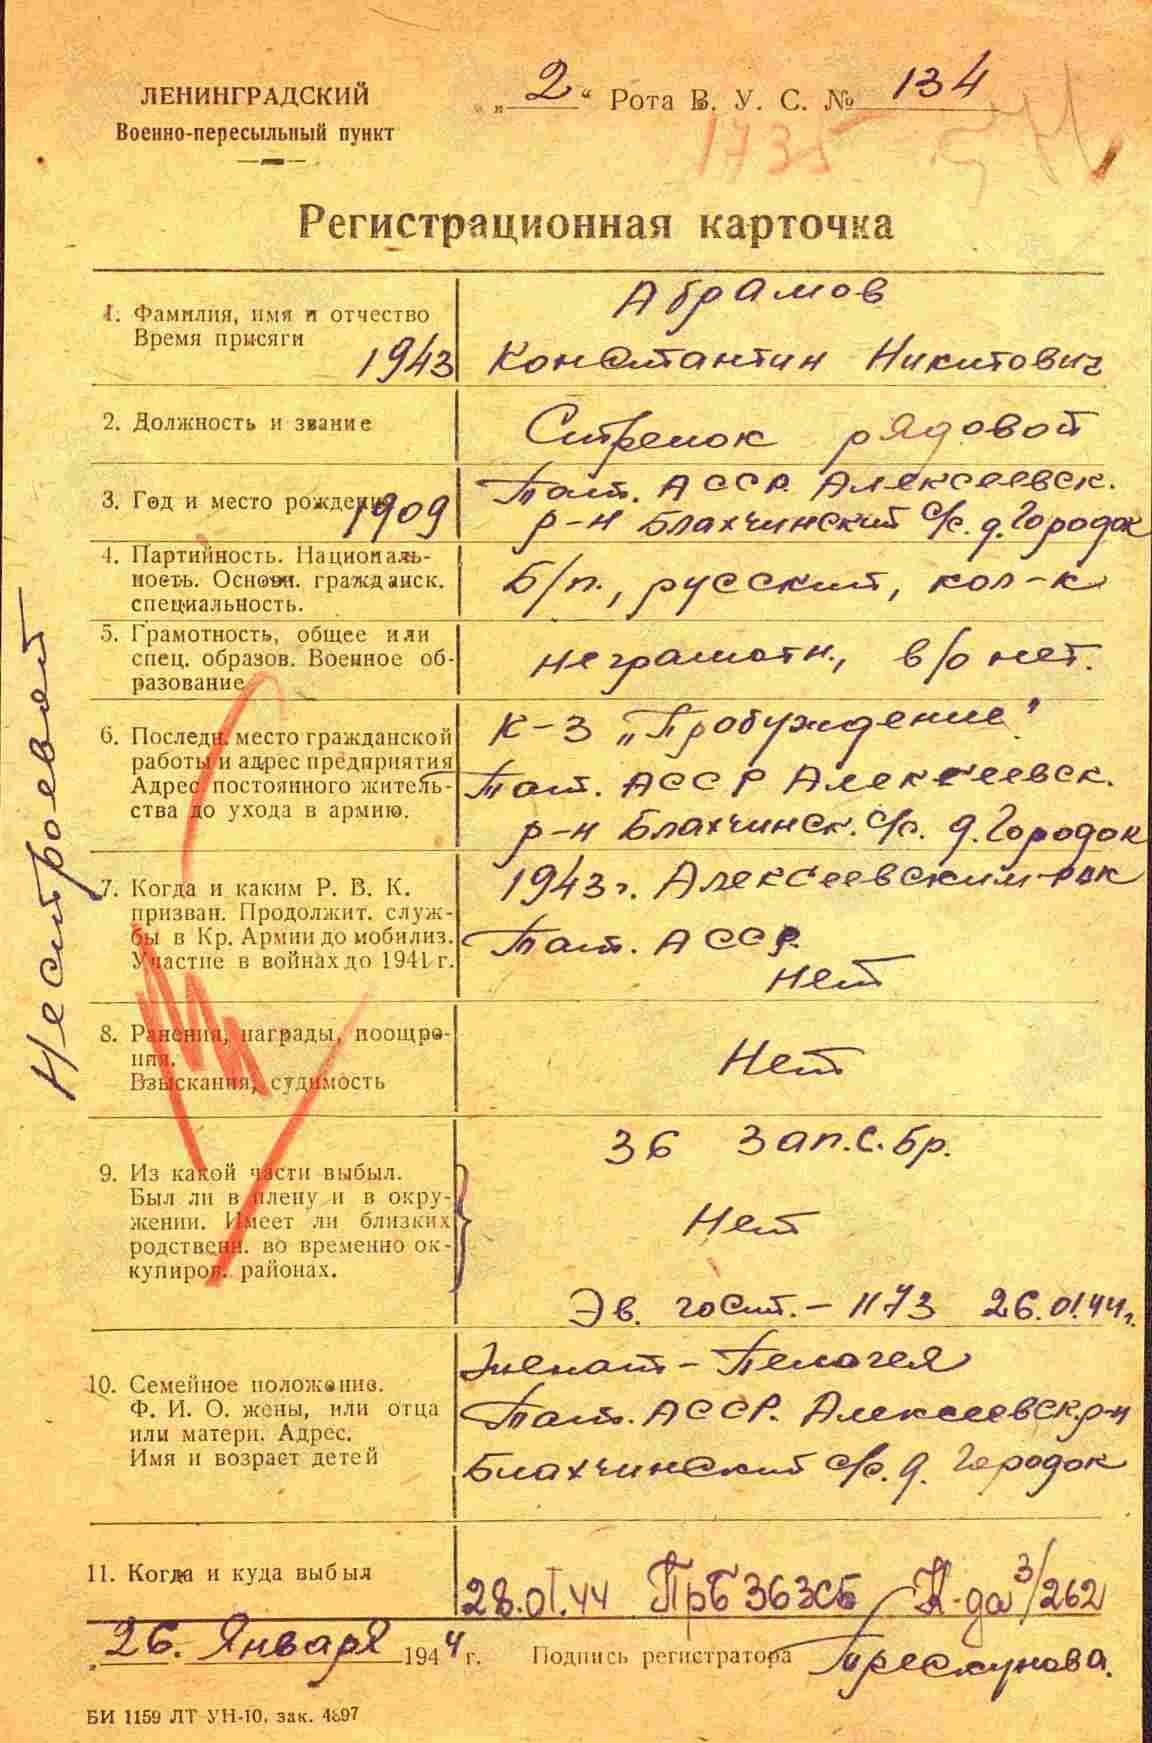 ЛЕНИНГРАДСКИЙ
Военно-пересыльный пункт
„ 2 “ Рота В. У. С. № 134
1735
Регистрационная карточка
1. Фамилия, имя и отчество
Время присяги 1943
Абрамов
Константин Никитович
2. Должность и звание
Стрелок рядовой
3. Год и место рождения 1909
Тат. АССР. Алексеевск.
р-н Блахчинский с/с. д. Городок
4. Партийность. Националь-
ность. Основн. гражданск.
специальность.
Б/п., русский, кол-к
5. Грамотность, общее или
спец. образов. Военное об-
разование
неграмотн., в/о нет.
6. Последн. место гражданской
работы и адрес предприятия
Адрес постоянного житель-
ства до ухода в армию.
К-з „Пробуждение“
Тат. АССР Алексеевск.
р-н Блахчинск. с/с. д. Городок
7. Когда и каким Р. В. К.
призван. Продолжит. служ-
бы в Кр. Армии до мобилиз.
Участие в войнах до 1941 г.
1943 г. Алексеевским рвк
Тат. АССР.
Нет
8. Ранения, награды, поощре-
ния.
Взыскания, судимость
Нет
9. Из какой части выбыл.
Был ли в плену и в окру-
жении. Имеет ли близких
родственн. во временно ок-
купиров. районах.
36 Зап.С.Бр.
Нет
Эв. госп. - 1173 26.01.44 г.
10. Семейное положение.
Ф. И. О. жены, или отца
или матери. Адрес.
Имя и возраст детей
Женат - Пелагея
Тат. АССР. Алексеевск р-н
Блахчинский с/с. д. Городок
11. Когда и куда выбыл
28.01.44 ПрБ 36ЗСБ К-да 3/262
26. Января 1944 г. Подпись регистратора Трескунова.
БИ 1159 ЛТ УН-10, зак. 4897
Нестроевой